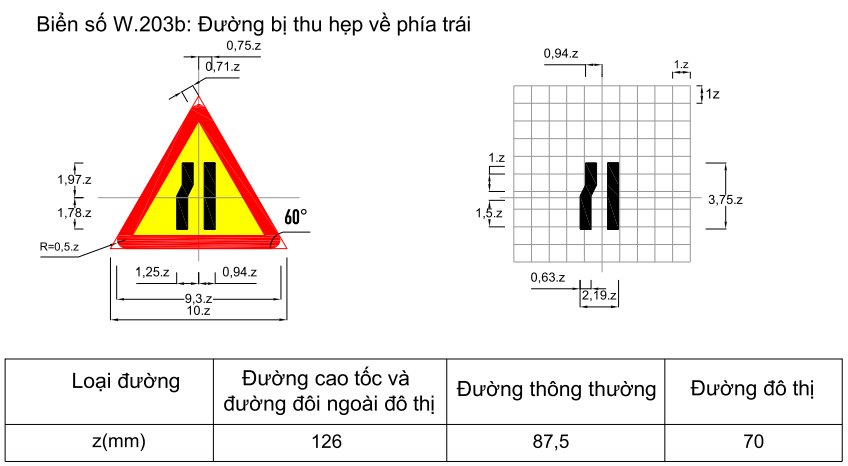 Biển số W.203b: Đường bị thu hẹp về phía trái
0,75.z
0,71.z
1,97.z
1,78.z
60°
R=0,5.z
1,25.z
0,94.z
9,3.z
10.z
0,94.z
1.z
1z
1.z
1,5.z
3,75.z
0,63.z
2,19.z
Loại đường
Đường cao tốc và
đường đôi ngoài đô thị
Đường thông thường
Đường đô thị
z(mm)
126
87,5
70